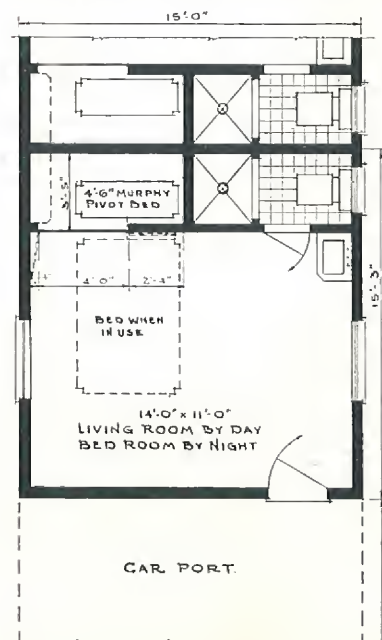 15'-0"
4'-6" MURPHY
PIVOT BED
3'-5"
4'-0"
2'-4"
BED WHEN
IN USE
15'-3"
14'-0" x 11'-0"
LIVING ROOM BY DAY
BED ROOM BY NIGHT
CAR PORT.